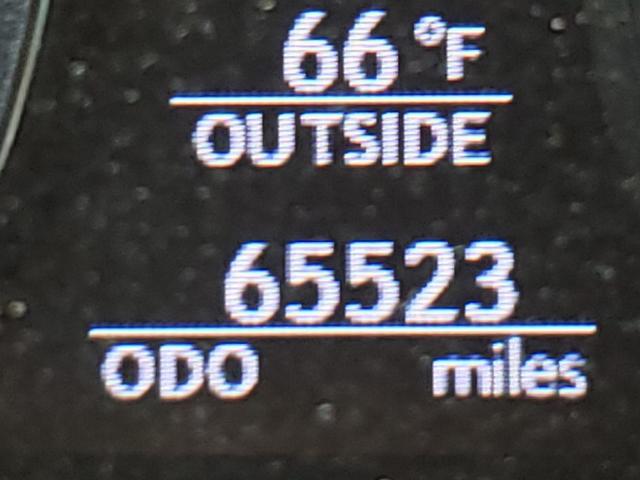 66 °F
OUTSIDE
65523
ODO miles